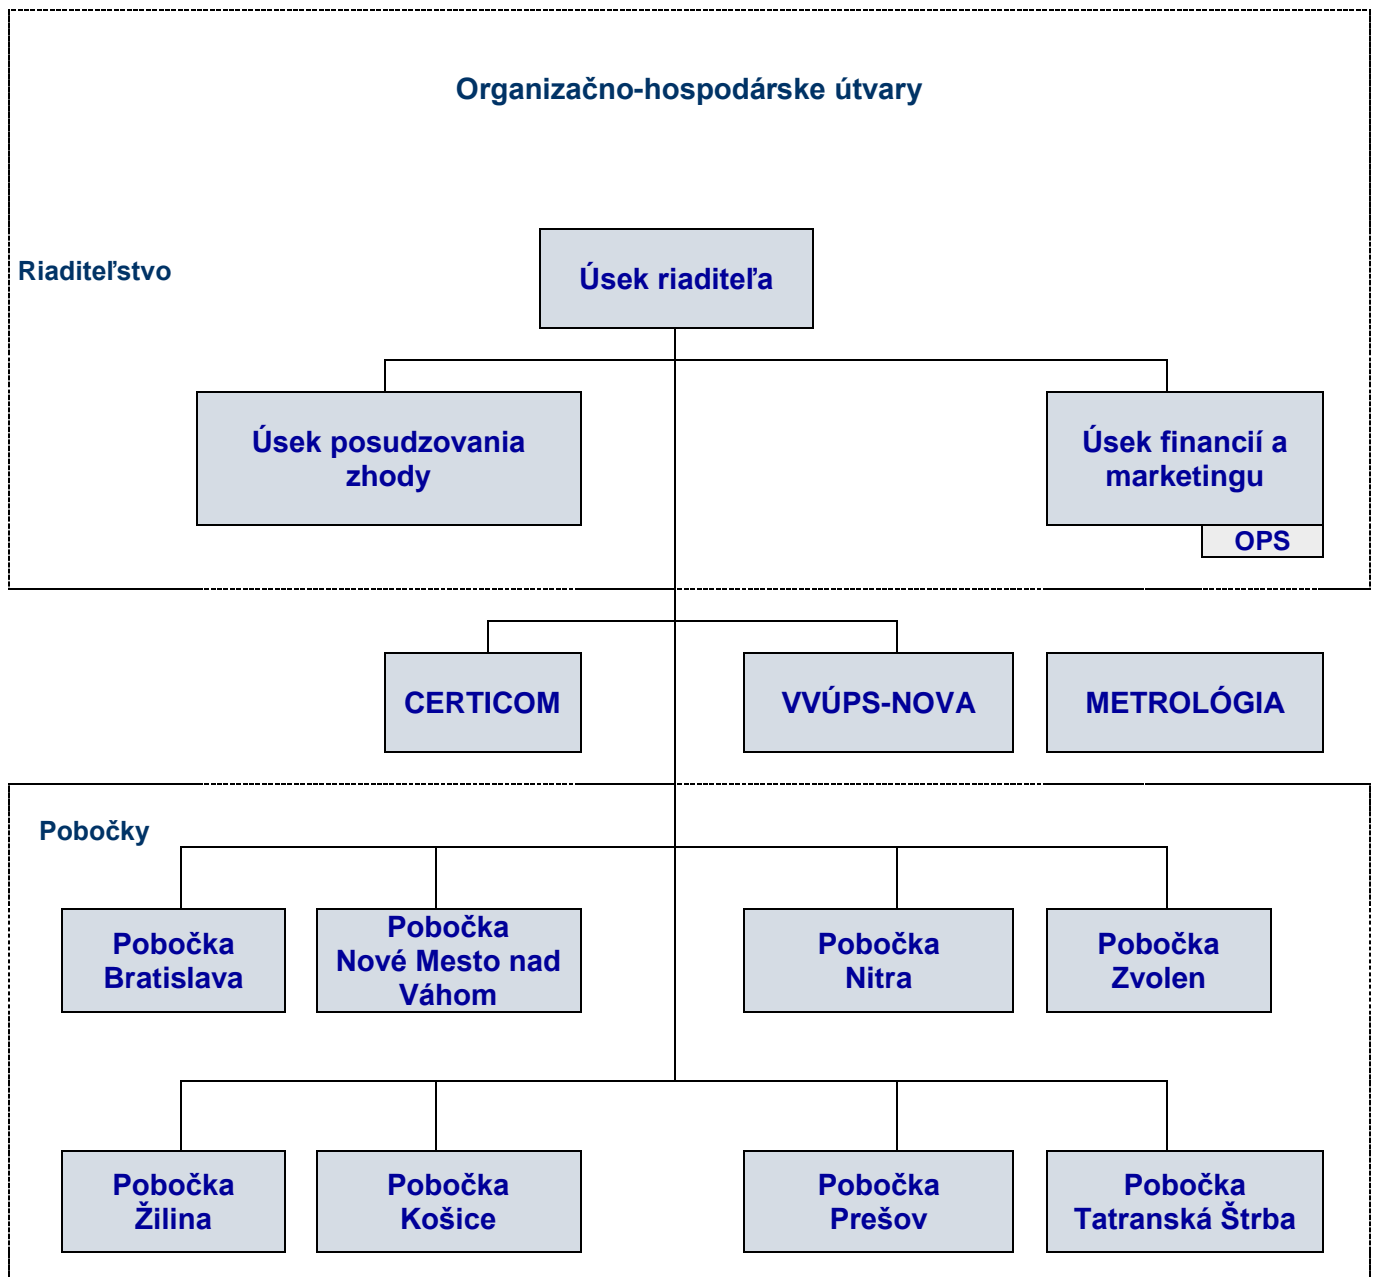 Organizačno-hospodárske útvary
Riaditeľstvo
Úsek riaditeľa
Úsek posudzovania
zhody
Úsek financií a
marketingu
OPS
CERTICOM
VVÚPS-NOVA
METROLÓGIA
Pobočky
Pobočka
Bratislava
Pobočka
Nové Mesto nad
Váhom
Pobočka
Nitra
Pobočka
Zvolen
Pobočka
Žilina
Pobočka
Košice
Pobočka
Prešov
Pobočka
Tatranská Štrba